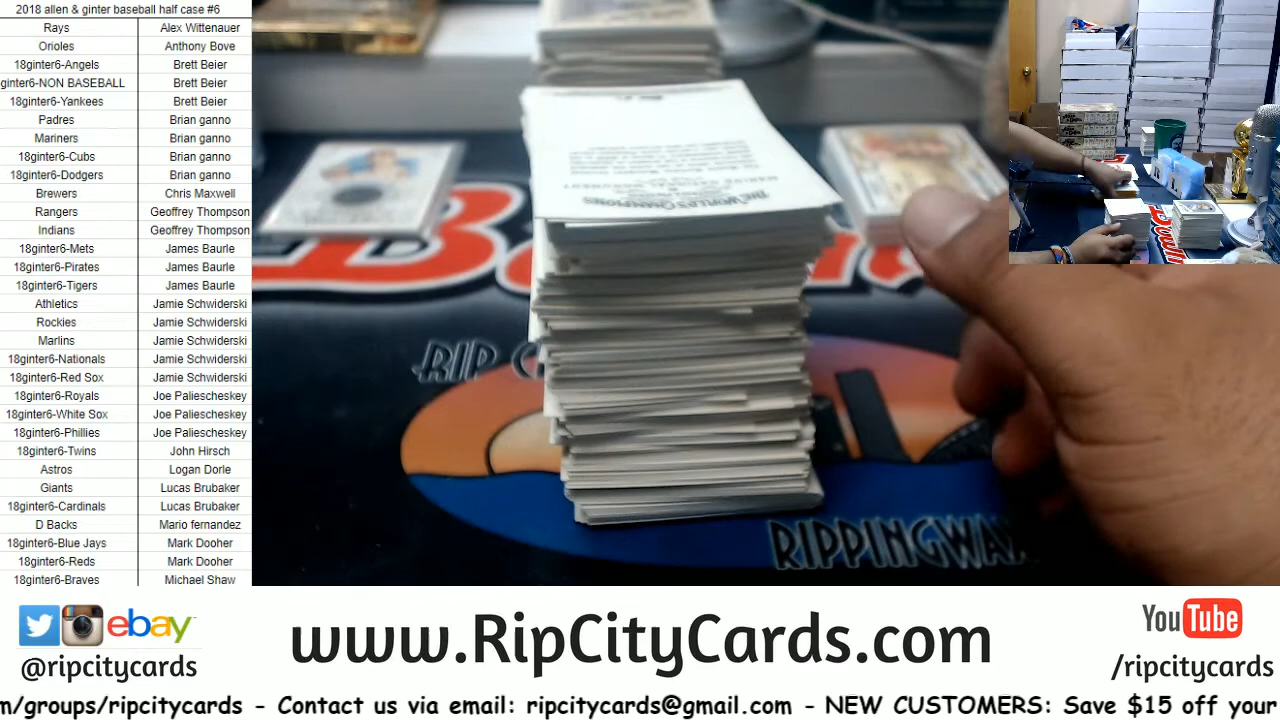 2018 allen & ginter baseball half case #6
Rays Alex Wittenauer
Orioles Anthony Bove
18ginter6-Angels Brett Beier
ginter6-NON BASEBALL Brett Beier
18ginter6-Yankees Brett Beier
Padres Brian ganno
Mariners Brian ganno
18ginter6-Cubs Brian ganno
18ginter6-Dodgers Brian ganno
Brewers Chris Maxwell
Rangers Geoffrey Thompson
Indians Geoffrey Thompson
18ginter6-Mets James Baurle
18ginter6-Pirates James Baurle
18ginter6-Tigers James Baurle
Athletics Jamie Schwiderski
Rockies Jamie Schwiderski
Marlins Jamie Schwiderski
18ginter6-Nationals Jamie Schwiderski
18ginter6-Red Sox Jamie Schwiderski
18ginter6-Royals Joe Paliescheskey
18ginter6-White Sox Joe Paliescheskey
18ginter6-Phillies Joe Paliescheskey
18ginter6-Twins John Hirsch
Astros Logan Dorle
Giants Lucas Brubaker
18ginter6-Cardinals Lucas Brubaker
D Backs Mario fernandez
18ginter6-Blue Jays Mark Dooher
18ginter6-Reds Mark Dooher
18ginter6-Braves Michael Shaw
THE WORLD'S CHAMPIONS
RIP
RIPPINGWA
ebay
@ripcitycards
www.RipCityCards.com
YouTube
/ripcitycards
m/groups/ripcitycards - Contact us via email: ripcitycards@gmail.com - NEW CUSTOMERS: Save $15 off your